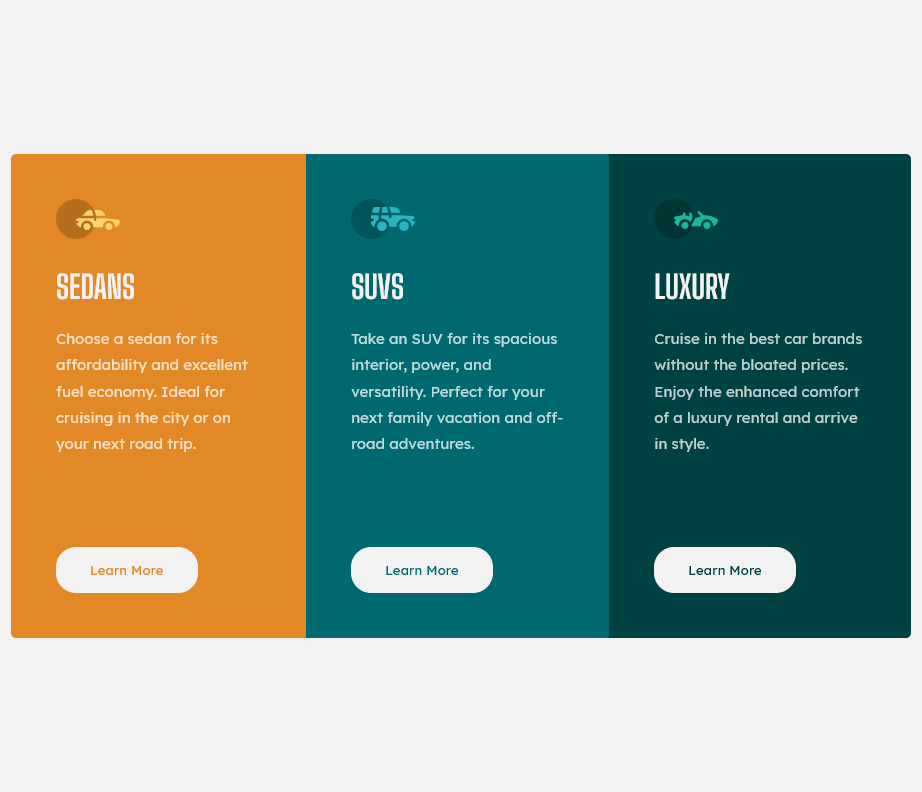 SEDANS
Choose a sedan for its
affordability and excellent
fuel economy. Ideal for
cruising in the city or on
your next road trip.
Learn More
SUVS
Take an SUV for its spacious
interior, power, and
versatility. Perfect for your
next family vacation and off-
road adventures.
Learn More
LUXURY
Cruise in the best car brands
without the bloated prices.
Enjoy the enhanced comfort
of a luxury rental and arrive
in style.
Learn More